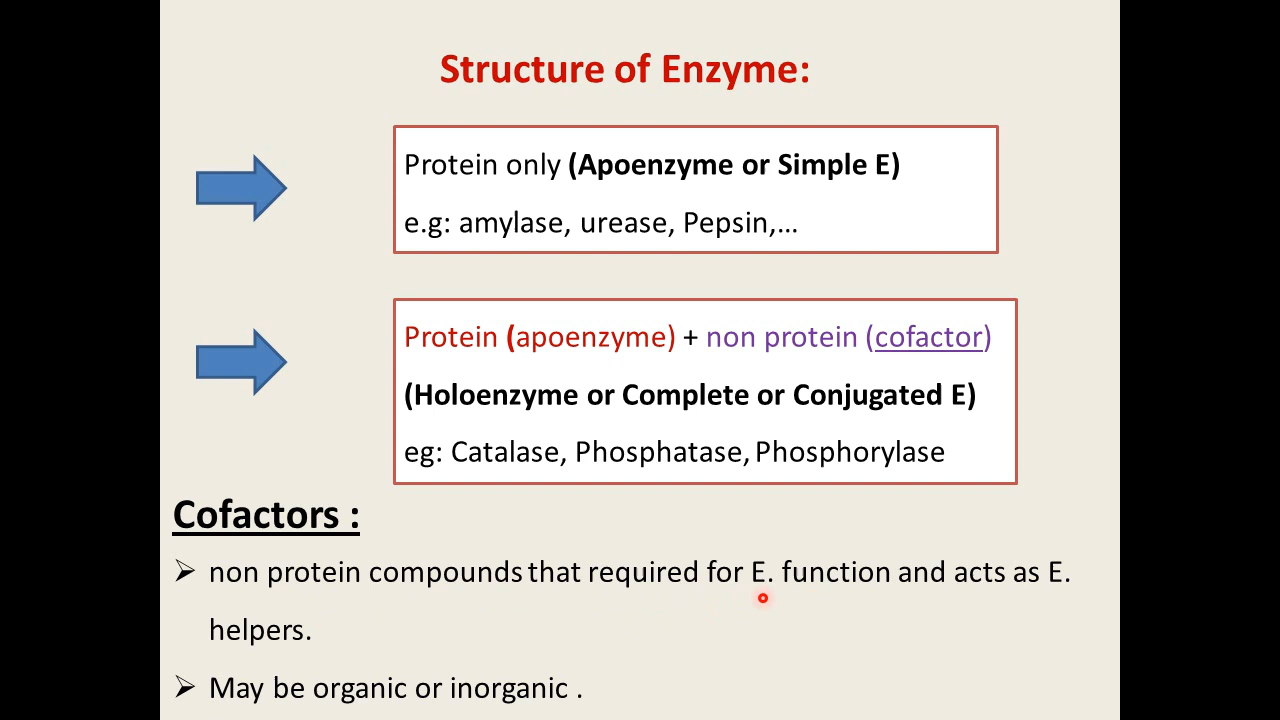 Structure of Enzyme:
Protein only (Apoenzyme or Simple E)
e.g: amylase, urease, Pepsin,...
Protein (apoenzyme) + non protein (cofactor)
(Holoenzyme or Complete or Conjugated E)
eg: Catalase, Phosphatase, Phosphorylase
Cofactors :
➢ non protein compounds that required for E. function and acts as E.
helpers.
➢ May be organic or inorganic .